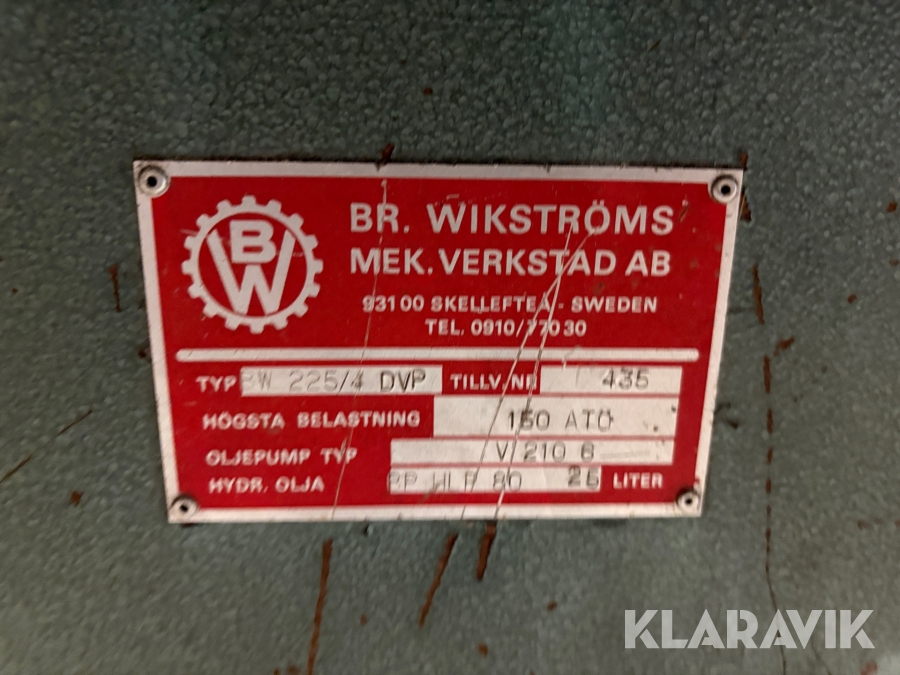 BW
BR. WIKSTRÖMS
MEK. VERKSTAD AB
93100 SKELLEFTEÅ - SWEDEN
TEL. 0910/77030
TYP BW 225/4 DVP TILLV. NR 435
HÖGSTA BELASTNING 150 ATÖ
OLJEPUMP TYP V 210 6
HYDR. OLJA BP HLP 80 25 LITER
KLARAVIK